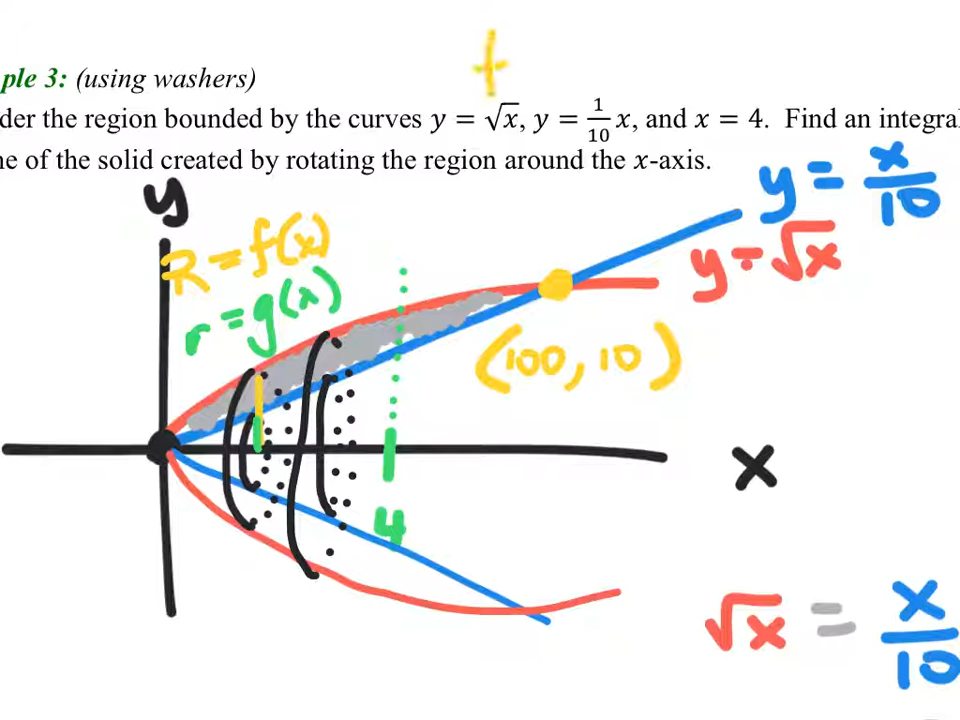 ple 3: (using washers)
der the region bounded by the curves y = √x, y = 1/10 x, and x = 4. Find an integral
ne of the solid created by rotating the region around the x-axis.
y = x/10
y
R = f(x)
y = √x
r = g(x)
(100, 10)
x
4
√x = x/10